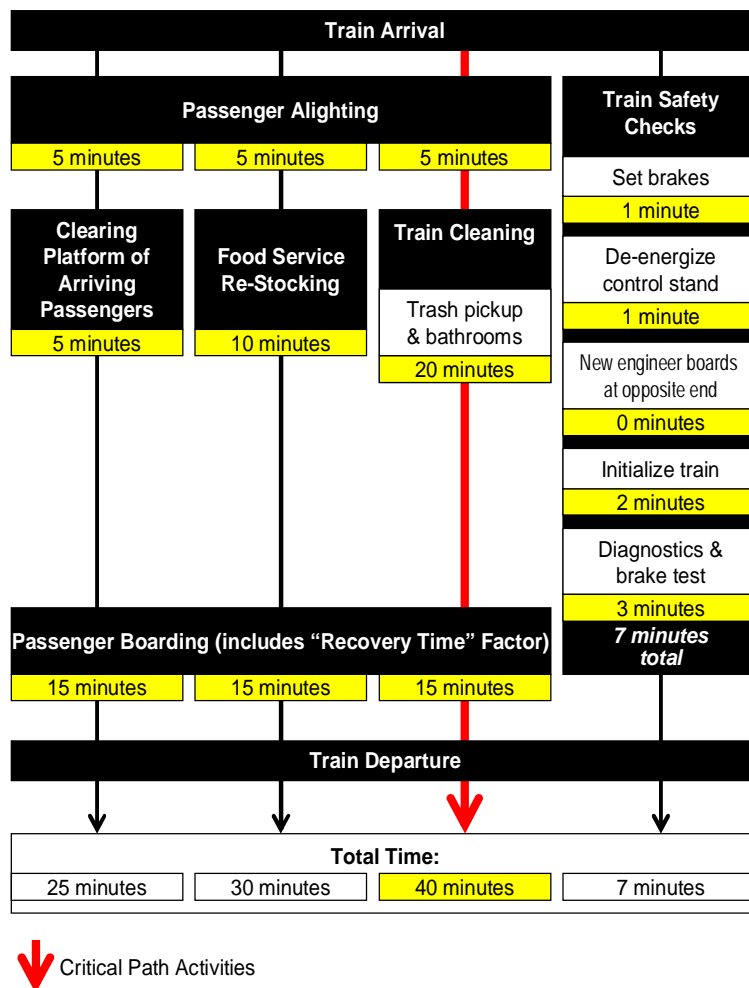 Train Arrival
Passenger Alighting
5 minutes
5 minutes
5 minutes
Clearing
Platform of
Arriving
Passengers
5 minutes
Food Service
Re-Stocking
10 minutes
Train Cleaning
Trash pickup
& bathrooms
20 minutes
Train Safety
Checks
Set brakes
1 minute
De-energize
control stand
1 minute
New engineer boards
at opposite end
0 minutes
Initialize train
2 minutes
Diagnostics &
brake test
3 minutes
7 minutes
total
Passenger Boarding (includes “Recovery Time” Factor)
15 minutes
15 minutes
15 minutes
Train Departure
Total Time:
25 minutes
30 minutes
40 minutes
7 minutes
Critical Path Activities